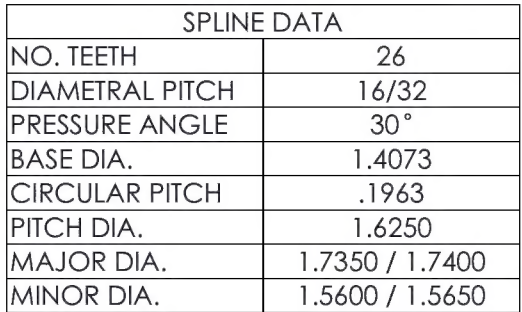 SPLINE DATA
NO. TEETH 26
DIAMETRAL PITCH 16/32
PRESSURE ANGLE 30°
BASE DIA. 1.4073
CIRCULAR PITCH .1963
PITCH DIA. 1.6250
MAJOR DIA. 1.7350 / 1.7400
MINOR DIA. 1.5600 / 1.5650